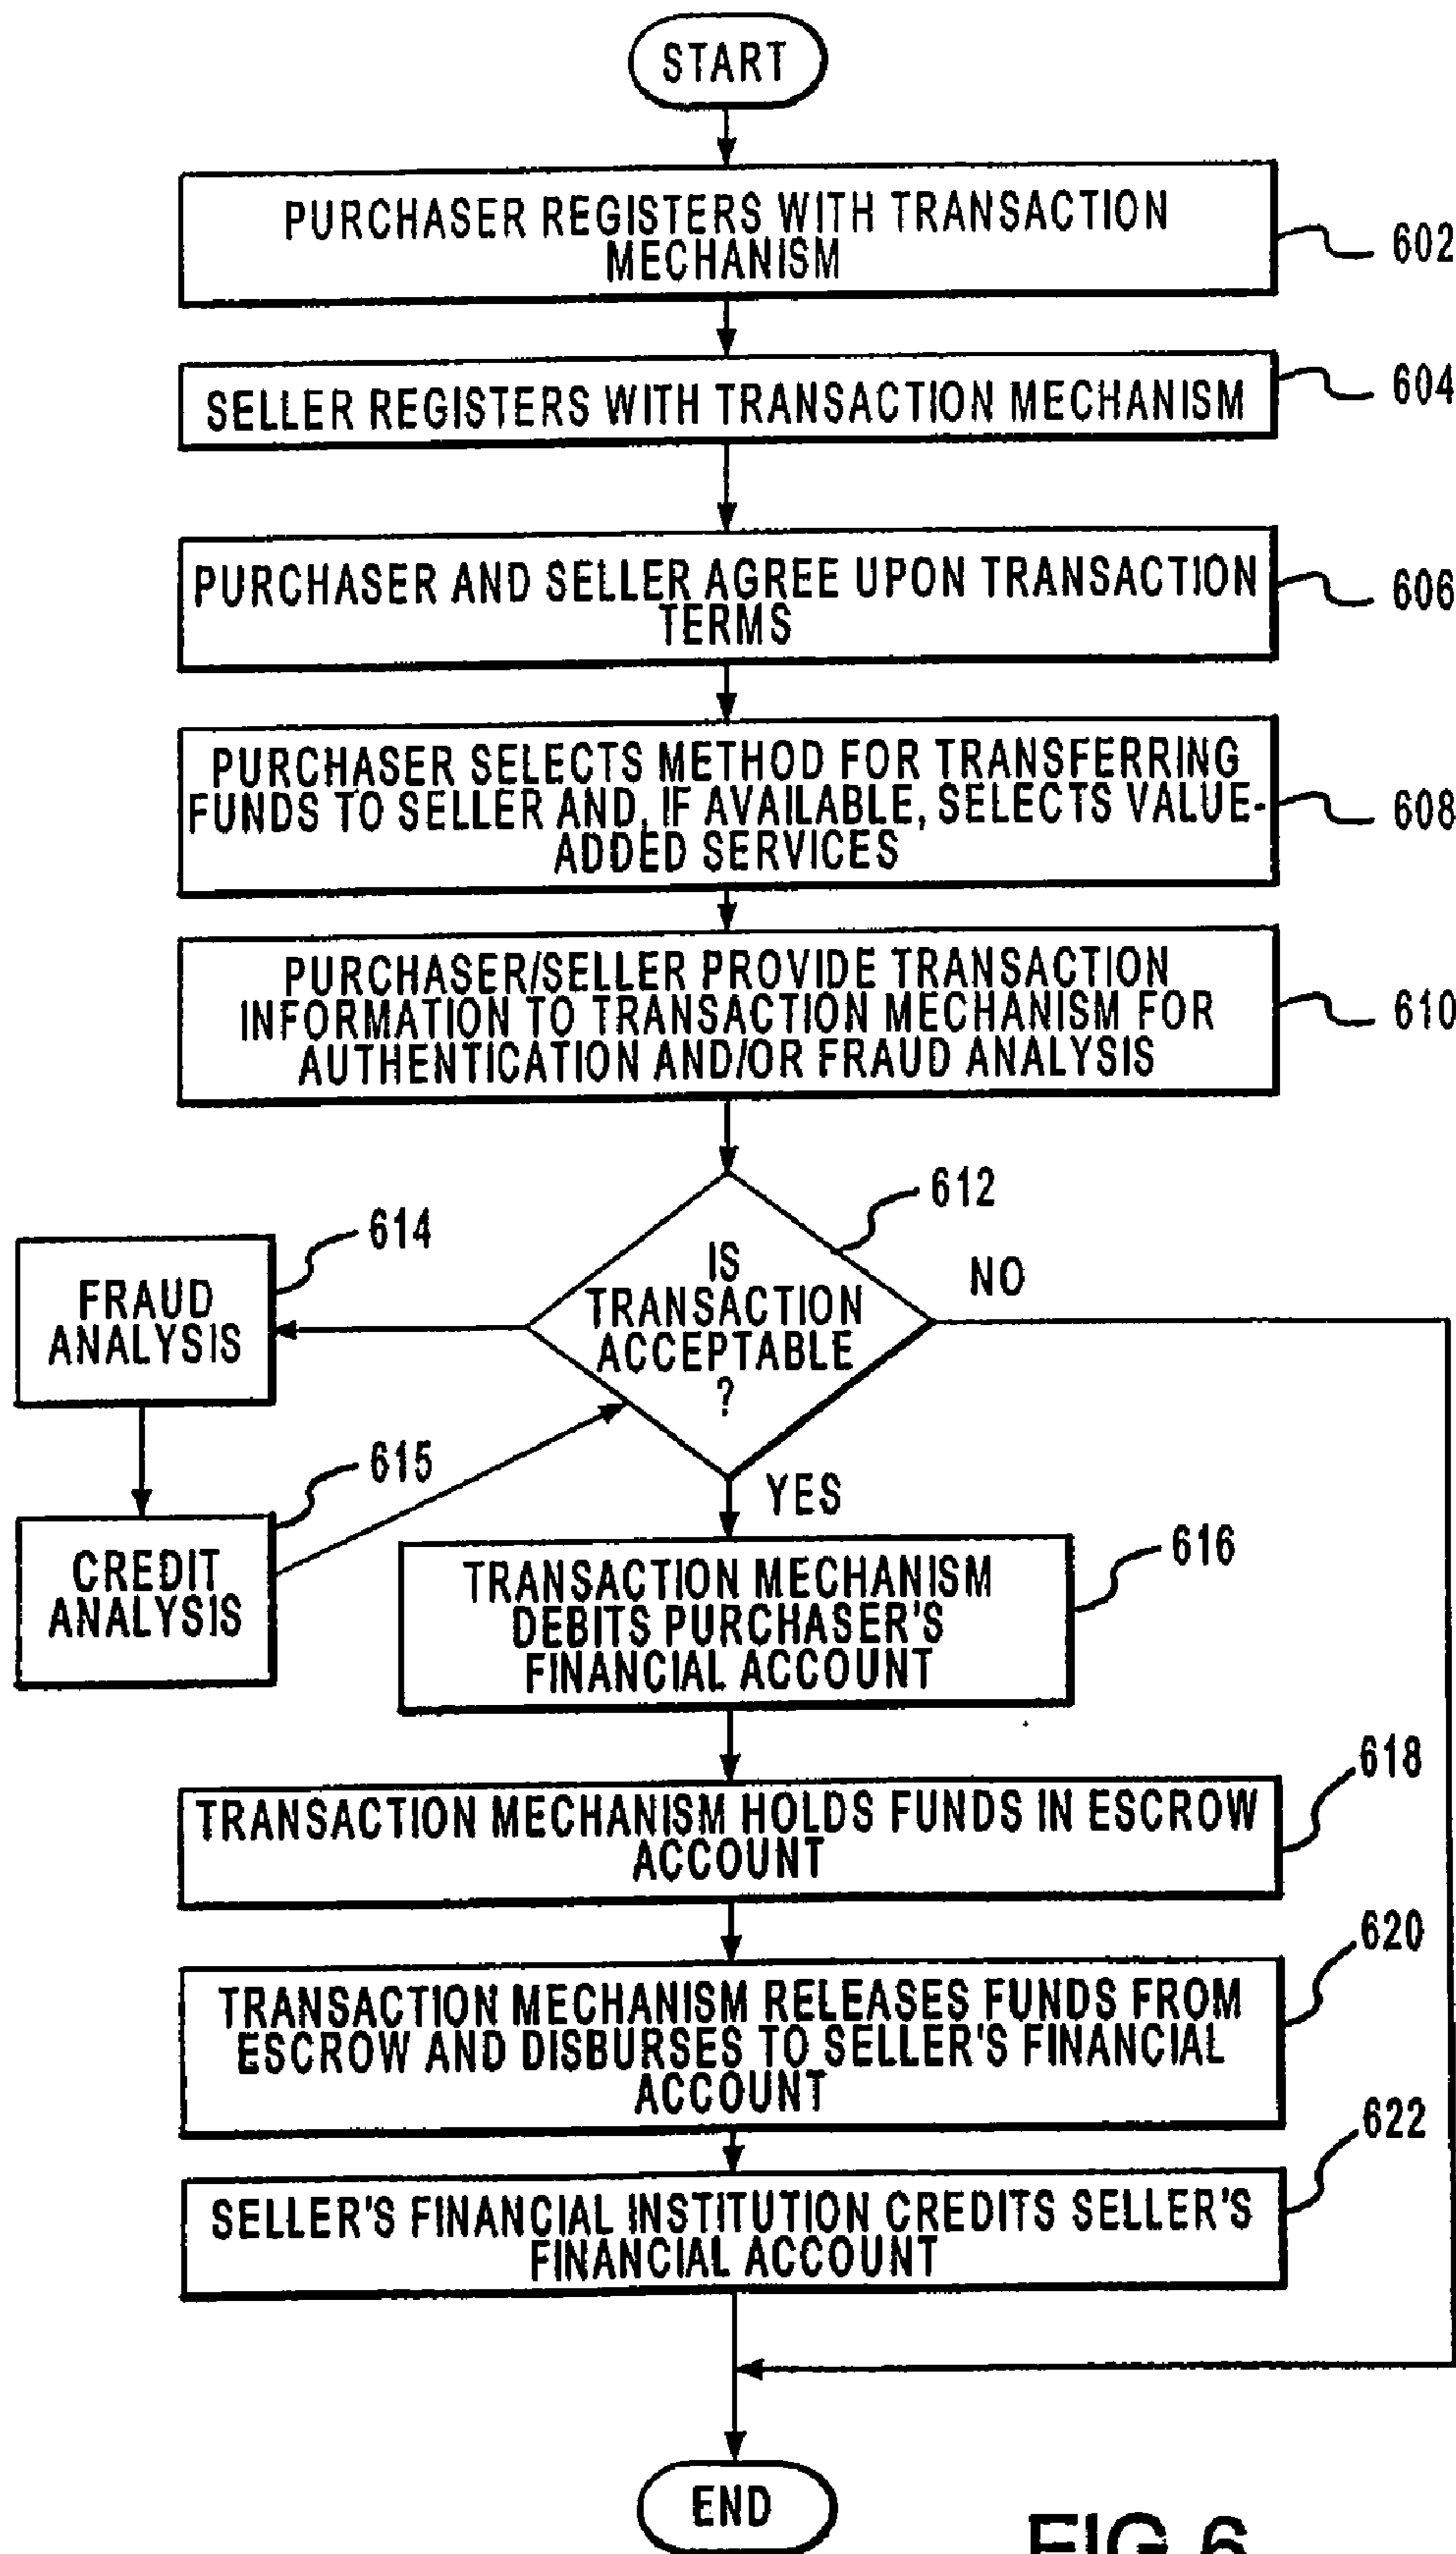 START
PURCHASER REGISTERS WITH TRANSACTION
MECHANISM
602
SELLER REGISTERS WITH TRANSACTION MECHANISM
604
PURCHASER AND SELLER AGREE UPON TRANSACTION
TERMS
606
PURCHASER SELECTS METHOD FOR TRANSFERRING
FUNDS TO SELLER AND, IF AVAILABLE, SELECTS VALUE-
ADDED SERVICES
608
PURCHASER/SELLER PROVIDE TRANSACTION
INFORMATION TO TRANSACTION MECHANISM FOR
AUTHENTICATION AND/OR FRAUD ANALYSIS
610
612
IS
TRANSACTION
ACCEPTABLE
?
NO
614
FRAUD
ANALYSIS
615
CREDIT
ANALYSIS
YES
616
TRANSACTION MECHANISM
DEBITS PURCHASER'S
FINANCIAL ACCOUNT
618
TRANSACTION MECHANISM HOLDS FUNDS IN ESCROW
ACCOUNT
620
TRANSACTION MECHANISM RELEASES FUNDS FROM
ESCROW AND DISBURSES TO SELLER'S FINANCIAL
ACCOUNT
622
SELLER'S FINANCIAL INSTITUTION CREDITS SELLER'S
FINANCIAL ACCOUNT
END
FIG.6